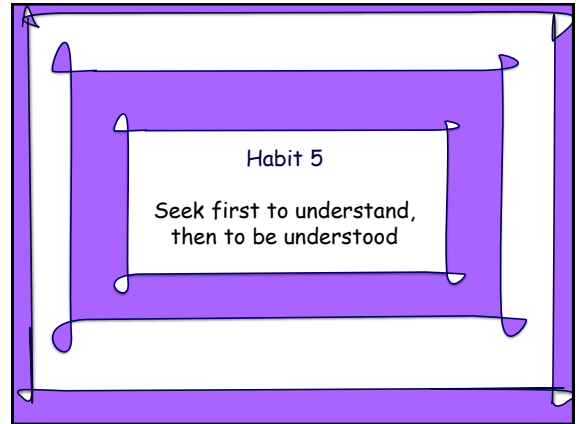 Habit 5
Seek first to understand,
then to be understood